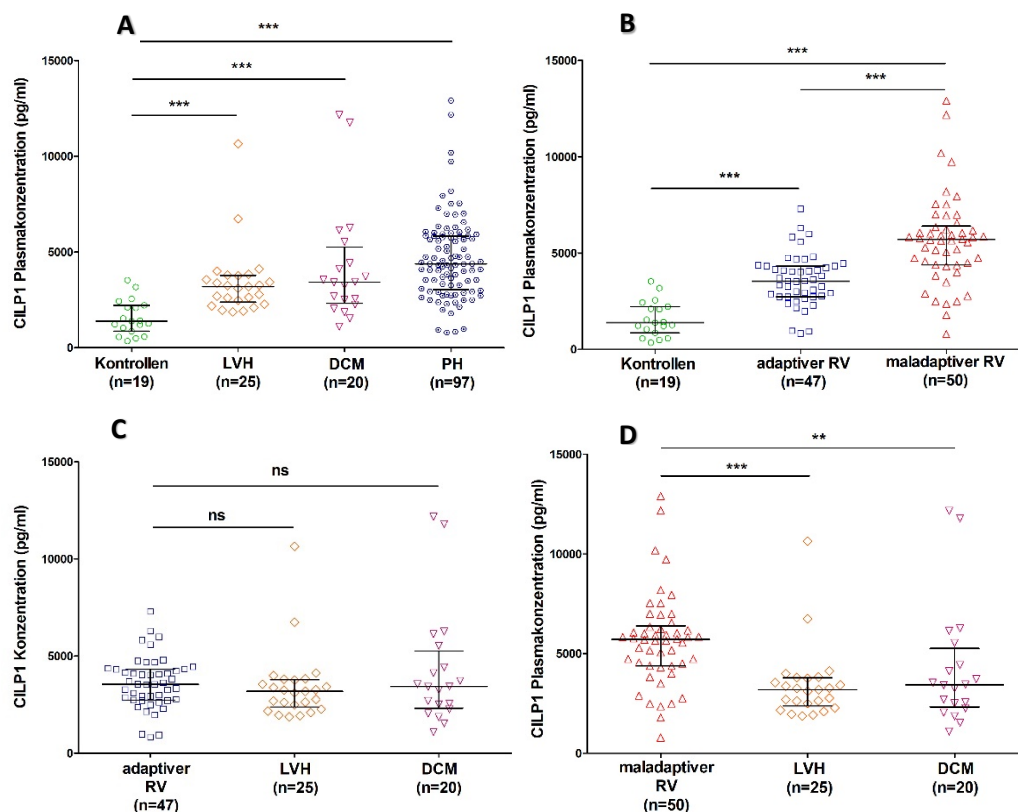 A
***
***
***
CILP1 Plasmakonzentration (pg/ml)
15000
10000
5000
0
Kontrollen
(n=19)
LVH
(n=25)
DCM
(n=20)
PH
(n=97)
B
***
***
***
CILP1 Plasmakonzentration (pg/ml)
15000
10000
5000
0
Kontrollen
(n=19)
adaptiver RV
(n=47)
maladaptiver RV
(n=50)
C
ns
ns
CILP1 Konzentration (pg/ml)
15000
10000
5000
0
adaptiver
RV
(n=47)
LVH
(n=25)
DCM
(n=20)
D
**
***
CILP1 Plasmakonzentration (pg/ml)
15000
10000
5000
0
maladaptiver
RV
(n=50)
LVH
(n=25)
DCM
(n=20)